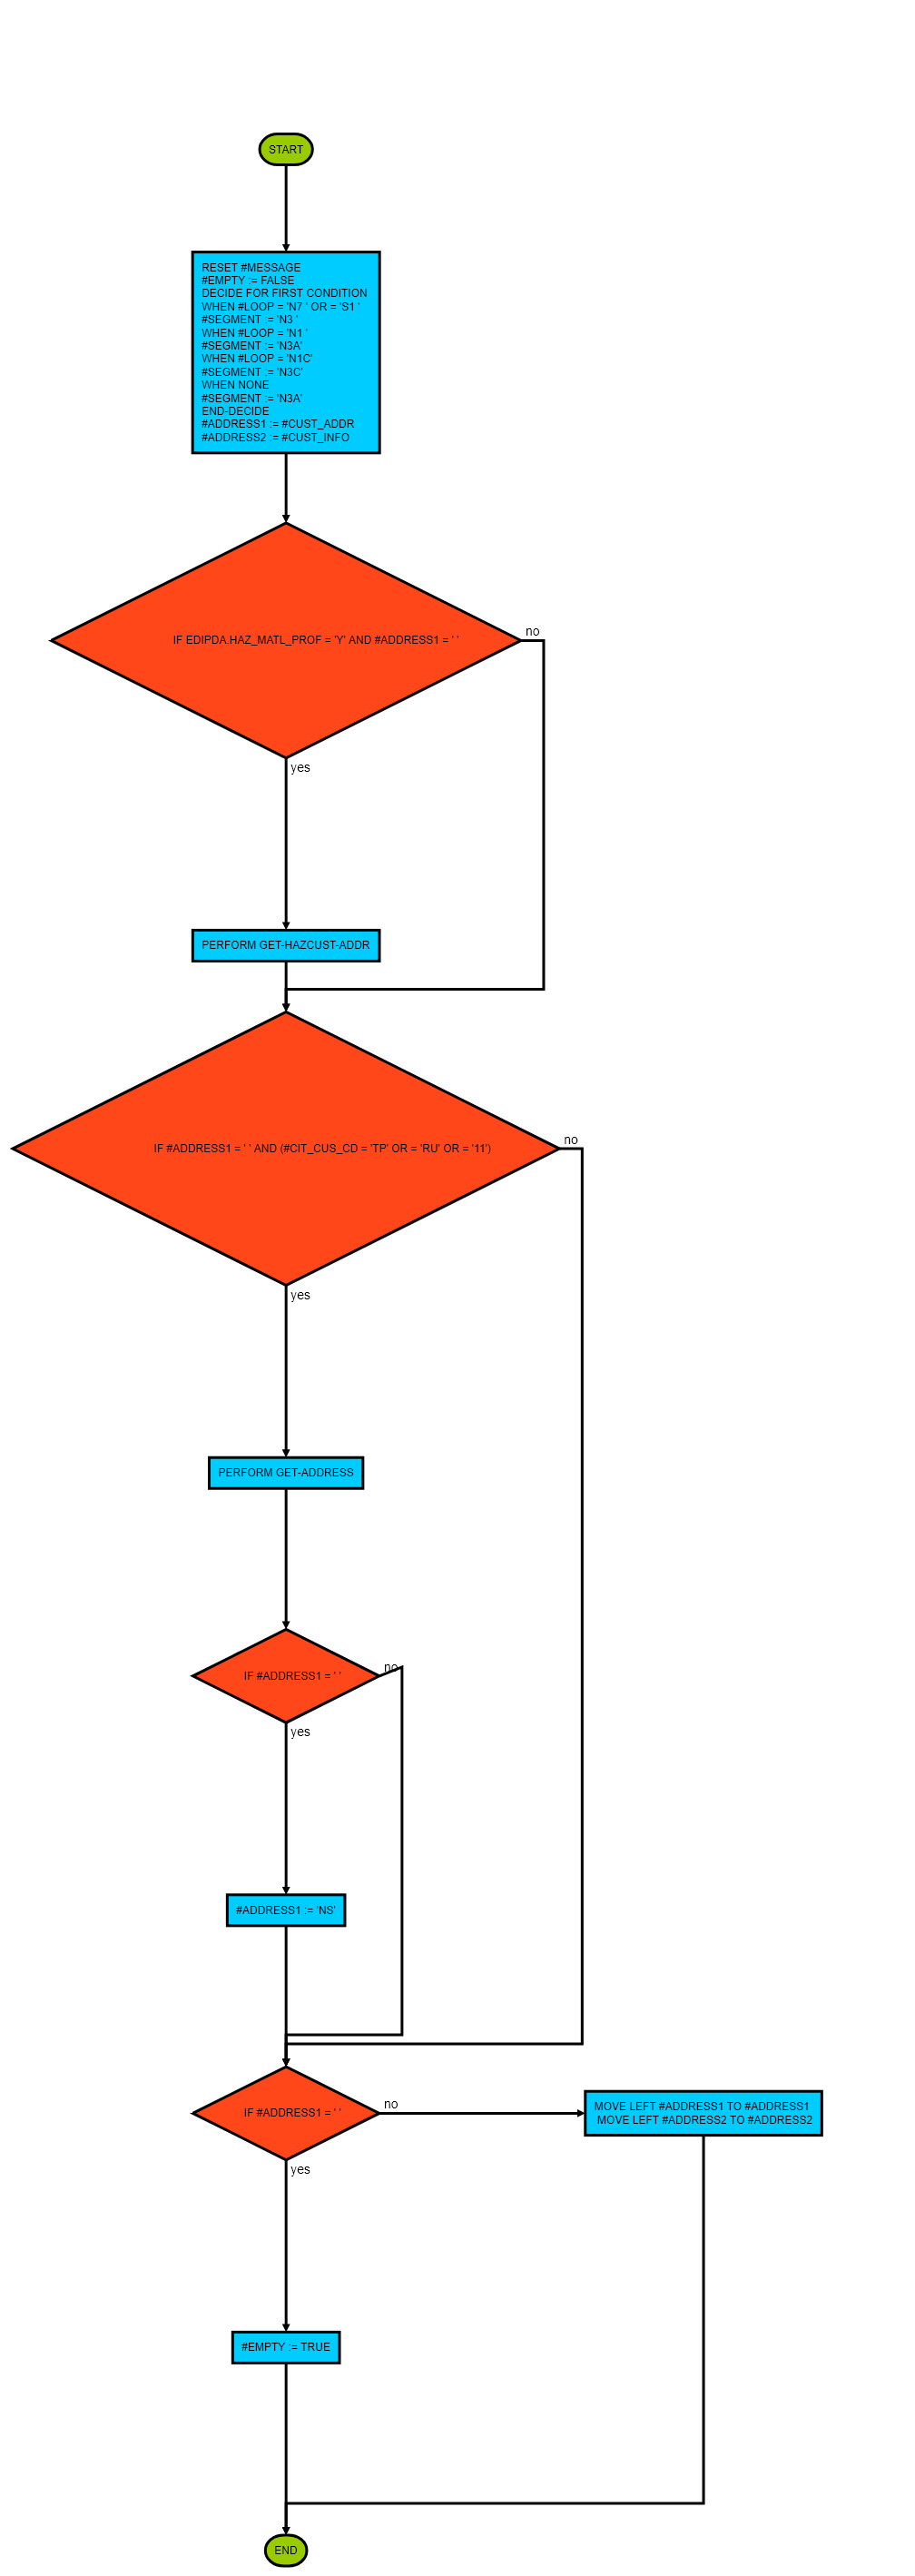 START
RESET #MESSAGE
#EMPTY := FALSE
DECIDE FOR FIRST CONDITION
WHEN #LOOP = 'N7 ' OR = 'S1 '
#SEGMENT := 'N3 '
WHEN #LOOP = 'N1 '
#SEGMENT := 'N3A'
WHEN #LOOP = 'N1C'
#SEGMENT := 'N3C'
WHEN NONE
#SEGMENT := 'N3A'
END-DECIDE
#ADDRESS1 := #CUST_ADDR
#ADDRESS2 := #CUST_INFO
IF EDIPDA.HAZ_MATL_PROF = 'Y' AND #ADDRESS1 = ' '
no
yes
PERFORM GET-HAZCUST-ADDR
IF #ADDRESS1 = ' ' AND (#CIT_CUS_CD = 'TP' OR = 'RU' OR = '11')
no
yes
PERFORM GET-ADDRESS
IF #ADDRESS1 = ' '
no
yes
#ADDRESS1 := 'NS'
IF #ADDRESS1 = ' '
no
MOVE LEFT #ADDRESS1 TO #ADDRESS1
MOVE LEFT #ADDRESS2 TO #ADDRESS2
yes
#EMPTY := TRUE
END